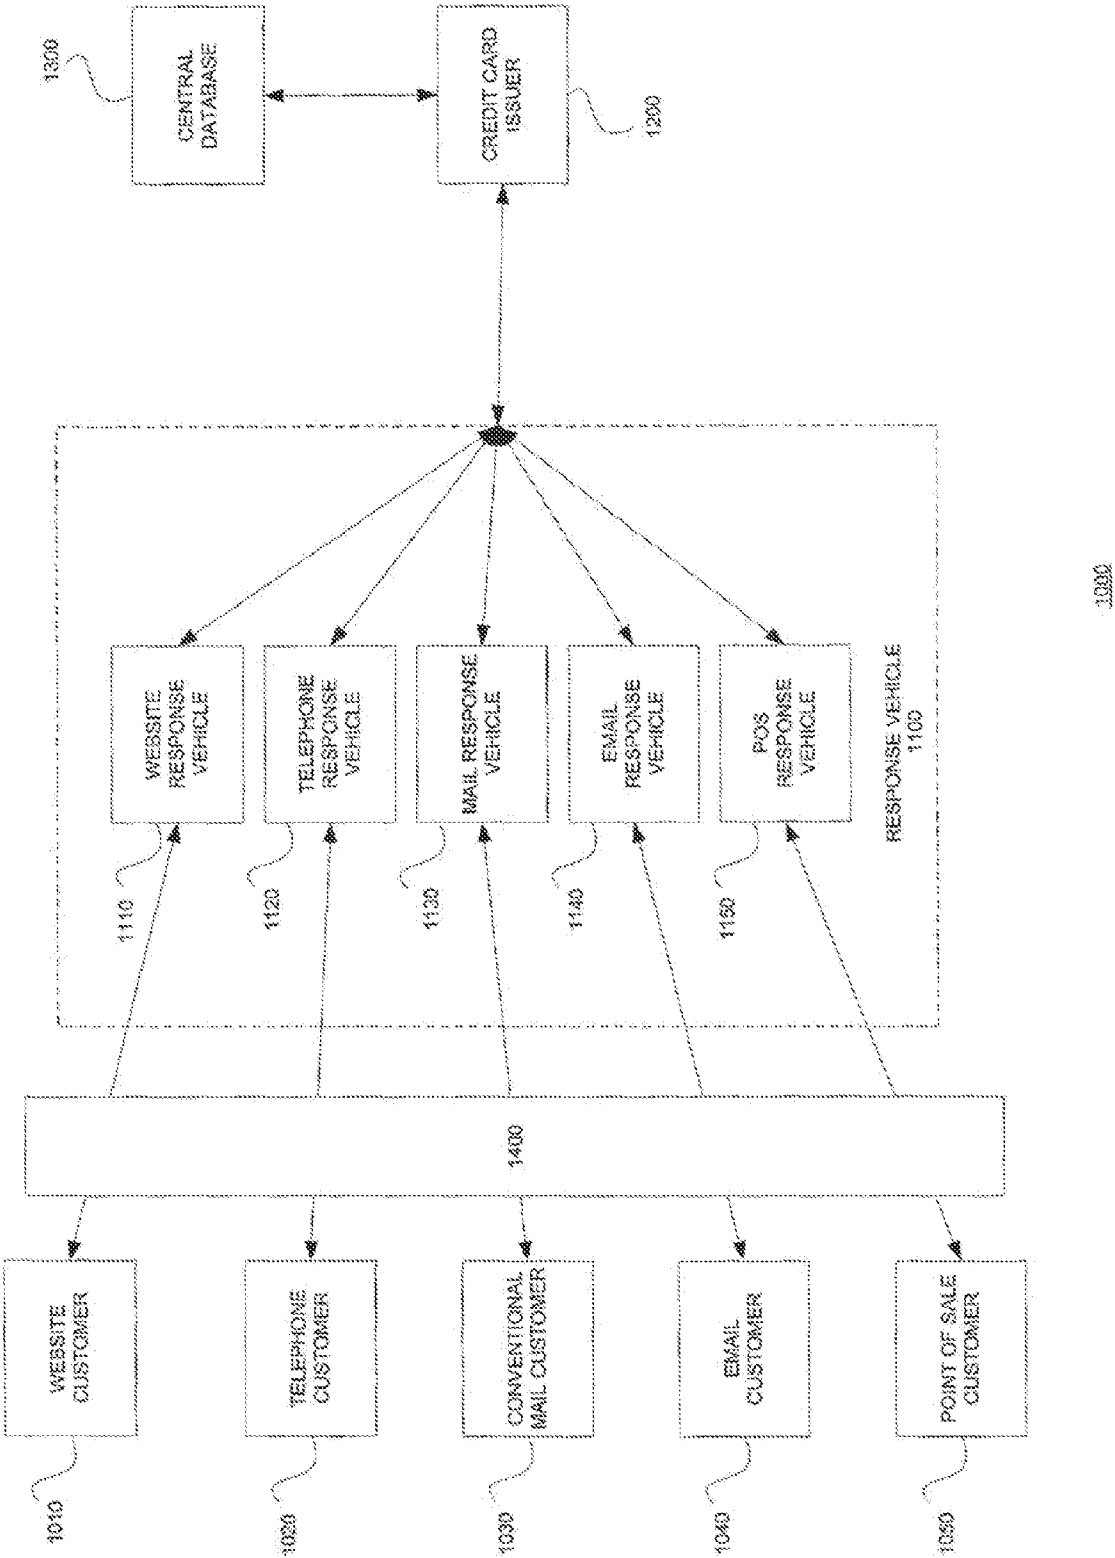 1010
WEBSITE
CUSTOMER
1020
TELEPHONE
CUSTOMER
1030
CONVENTIONAL
MAIL CUSTOMER
1040
EMAIL
CUSTOMER
1050
POINT OF SALE
CUSTOMER
1400
1110
WEBSITE
RESPONSE
VEHICLE
1120
TELEPHONE
RESPONSE
VEHICLE
1130
MAIL RESPONSE
VEHICLE
1140
EMAIL
RESPONSE
VEHICLE
1150
POS
RESPONSE
VEHICLE
RESPONSE VEHICLE
1100
1300
CENTRAL
DATABASE
CREDIT CARD
ISSUER
1200
1000